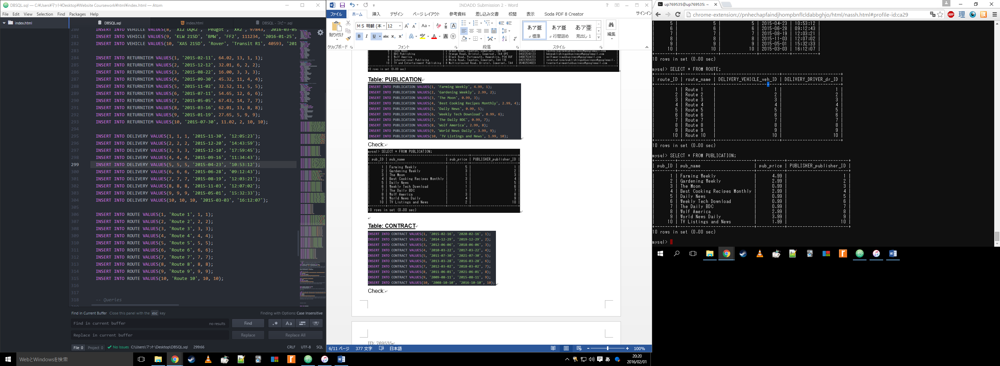 DBSQL.sql — C:¥Users¥マット¥Desktop¥Website Coursework¥html¥index.html — Atom
File Edit View Selection Find Packages Help
index.html
DBSQL.sql
index.html
DBSQL - コピー.sql
280 INSERT INTO VEHICLE VALUES(8, 'XI2 DQR2', 'Peugot', 'XR2', 97843, '2016-03-05
281 INSERT INTO VEHICLE VALUES(9, 'KLW 21SD', 'BMW', 'FF2', 111234, '2016-01-25',
282 INSERT INTO VEHICLE VALUES(10, 'XAS 215D', 'Rover', 'Transit R1', 40593, '201
283
284 INSERT INTO RETURNITEM VALUES(1, '2015-02-11', 64.02, 13, 1, 1);
285 INSERT INTO RETURNITEM VALUES(2, '2015-12-12', 32.01, 6, 2, 2);
286 INSERT INTO RETURNITEM VALUES(3, '2015-08-22', 16.00, 3, 3, 3);
287 INSERT INTO RETURNITEM VALUES(4, '2015-09-30', 45.32, 11, 4, 4);
288 INSERT INTO RETURNITEM VALUES(5, '2015-11-02', 32.52, 11, 5, 5);
289 INSERT INTO RETURNITEM VALUES(6, '2015-07-11', 54.65, 12, 6, 6);
290 INSERT INTO RETURNITEM VALUES(7, '2015-05-05', 67.43, 14, 7, 7);
291 INSERT INTO RETURNITEM VALUES(8, '2015-03-16', 62.01, 13, 8, 8);
292 INSERT INTO RETURNITEM VALUES(9, '2015-01-19', 27.65, 5, 9, 9);
293 INSERT INTO RETURNITEM VALUES(10, '2015-07-30', 11.02, 2, 10, 10);
294
295 INSERT INTO DELIVERY VALUES(1, 1, 1, '2015-11-30', '12:05:23');
296 INSERT INTO DELIVERY VALUES(2, 2, 2, '2015-12-20', '14:43:59');
297 INSERT INTO DELIVERY VALUES(3, 3, 3, '2015-12-10', '17:59:45');
298 INSERT INTO DELIVERY VALUES(4, 4, 4, '2015-09-16', '11:34:43');
299 INSERT INTO DELIVERY VALUES(5, 5, 5, '2015-04-23', '10:53:12');
300 INSERT INTO DELIVERY VALUES(6, 6, 6, '2015-06-28', '09:12:43');
301 INSERT INTO DELIVERY VALUES(7, 7, 7, '2015-08-19', '12:03:21');
302 INSERT INTO DELIVERY VALUES(8, 8, 8, '2015-11-03', '12:07:02');
303 INSERT INTO DELIVERY VALUES(9, 9, 9, '2015-05-01', '15:32:33');
304 INSERT INTO DELIVERY VALUES(10, 10, 10, '2015-03-03', '16:12:07');
305
306 INSERT INTO ROUTE VALUES(1, 'Route 1', 1, 1);
307 INSERT INTO ROUTE VALUES(2, 'Route 2', 2, 2);
308 INSERT INTO ROUTE VALUES(3, 'Route 3', 3, 3);
309 INSERT INTO ROUTE VALUES(4, 'Route 4', 4, 4);
310 INSERT INTO ROUTE VALUES(5, 'Route 5', 5, 5);
311 INSERT INTO ROUTE VALUES(6, 'Route 6', 6, 6);
312 INSERT INTO ROUTE VALUES(7, 'Route 7', 7, 7);
313 INSERT INTO ROUTE VALUES(8, 'Route 8', 8, 8);
314 INSERT INTO ROUTE VALUES(9, 'Route 9', 9, 9);
315 INSERT INTO ROUTE VALUES(10, 'Route 10', 10, 10);
316
317
318 -- Queries
Find in Current Buffer Close this panel with the esc key Finding with Options: Case Insensitive
Find in current buffer no results Find .* Aa
Replace in current buffer Replace Replace All
File 0 Project 0 No Issues C:\Users\マット\Desktop\DBSQL.sql 299:66 CRLF UTF-8 SQL
WebとWindowsを検索
INDADD Submission 2 - Word
ファイル ホーム 挿入 デザイン ページ レイアウト 参考資料 差し込み文書 校閲 表示 Soda PDF 8 Creator サインイン
貼り付け
ＭＳ 明朝 (本 12 Aa
B I U abc x₂ x²
あア亜 あア亜 あア亜
標準 行間詰め 見出し 1
編集
クリップボード フォント 段落 スタイル
6 | Tech News | 2 Green Road, Taunton, Somerset, TA4 4YF | 04432321323 | technologynewsukbusiness@googlemail.com
7 | BDC Publishing | 1 Orange Road, Bristol, Somerset, TA4 0PE | 04322353223 | bdcpublishingukbusiness@googlemail.com
8 | Wolf America | 2 Black Road, Portsmouth, Hampshire, PO4 8UF | 04987534723 | wolfamericaukbusiness@googlemail.com
9 | International Publising | 4 White Road, Taunton, Somerset, TA4 T3E | 04237653223 | internationalpublishingukbusiness@googlemail.
10 | TV and Entertainment Publishing | 8 Multicoloured Road, Bristol, Somerset, TA4 | 05462534823 | tventertainmentukbusiness@googlemail.com
10 rows in set (0.00 sec)
Table: PUBLICATION
INSERT INTO PUBLICATION VALUES(1, 'Farming Weekly', 4.99, 1);
INSERT INTO PUBLICATION VALUES(2, 'Gardening Weekly', 2.99, 2);
INSERT INTO PUBLICATION VALUES(3, 'The Moon', 0.99, 3);
INSERT INTO PUBLICATION VALUES(4, 'Best Cooking Recipes Monthly', 2.99, 4);
INSERT INTO PUBLICATION VALUES(5, 'Daily News', 0.99, 5);
INSERT INTO PUBLICATION VALUES(6, 'Weekly Tech Download', 0.99, 6);
INSERT INTO PUBLICATION VALUES(7, 'The Daily BDC', 0.99, 7);
INSERT INTO PUBLICATION VALUES(8, 'Wolf America', 2.99, 8);
INSERT INTO PUBLICATION VALUES(9, 'World News Daily', 3.99, 9);
INSERT INTO PUBLICATION VALUES(10, 'TV Listings and News', 1.99, 10);
Check:
mysql> SELECT * FROM PUBLICATION;
| pub_ID | pub_name | pub_price | PUBLISHER_publisher_ID |
| 1 | Farming Weekly | 5 | 1 |
| 2 | Gardening Weekly | 3 | 2 |
| 3 | The Moon | 1 | 3 |
| 4 | Best Cooking Recipes Monthly | 3 | 4 |
| 5 | Daily News | 1 | 5 |
| 6 | Weekly Tech Download | 1 | 6 |
| 7 | The Daily BDC | 1 | 7 |
| 8 | Wolf America | 3 | 8 |
| 9 | World News Daily | 4 | 9 |
| 10 | TV Listings and News | 2 | 10 |
10 rows in set (0.00 sec)
Table: CONTRACT
INSERT INTO CONTRACT VALUES(1, '2015-02-16', '2020-02-16', 1);
INSERT INTO CONTRACT VALUES(2, '2014-12-29', '2019-12-29', 2);
INSERT INTO CONTRACT VALUES(3, '2012-06-06', '2018-06-06', 3);
INSERT INTO CONTRACT VALUES(4, '2010-03-22', '2017-03-22', 4);
INSERT INTO CONTRACT VALUES(5, '2011-07-30', '2021-07-30', 5);
INSERT INTO CONTRACT VALUES(6, '2013-03-28', '2016-03-28', 6);
INSERT INTO CONTRACT VALUES(7, '2012-03-02', '2018-03-02', 7);
INSERT INTO CONTRACT VALUES(8, '2011-06-01', '2021-06-01', 8);
INSERT INTO CONTRACT VALUES(9, '2009-08-11', '2015-08-11', 9);
INSERT INTO CONTRACT VALUES(10, '2008-10-10', '2016-10-10', 10);
Check:
ID: 769535
6/11 ページ 377 文字 日本語 100%
あ 20:20
2016/02/01
up769535@up769535: ~
chrome-extension://pnhechapfaindjhompbnflcldabbghjo/html/nassh.html#profile-id:ca29
ABP 理
| 5 | 5 | 5 | 2015-04-23 | 10:53:12 |
| 6 | 6 | 6 | 2015-06-28 | 09:12:43 |
| 7 | 7 | 7 | 2015-08-19 | 12:03:21 |
| 8 | 8 | 8 | 2015-11-03 | 12:07:02 |
| 9 | 9 | 9 | 2015-05-01 | 15:32:33 |
| 10 | 10 | 10 | 2015-03-03 | 16:12:07 |
10 rows in set (0.00 sec)
mysql> SELECT * FROM ROUTE;
| route_ID | route_name | DELIVERY_VEHICLE_veh_ID | DELIVERY_DRIVER_dr_ID |
| 1 | Route 1 | 1 | 1 |
| 2 | Route 2 | 2 | 2 |
| 3 | Route 3 | 3 | 3 |
| 4 | Route 4 | 4 | 4 |
| 5 | Route 5 | 5 | 5 |
| 6 | Route 6 | 6 | 6 |
| 7 | Route 7 | 7 | 7 |
| 8 | Route 8 | 8 | 8 |
| 9 | Route 9 | 9 | 9 |
| 10 | Route 10 | 10 | 10 |
10 rows in set (0.00 sec)
mysql> SELECT * FROM PUBLICATION;
| pub_ID | pub_name | pub_price | PUBLISHER_publisher_ID |
| 1 | Farming Weekly | 4.99 | 1 |
| 2 | Gardening Weekly | 2.99 | 2 |
| 3 | The Moon | 0.99 | 3 |
| 4 | Best Cooking Recipes Monthly | 2.99 | 4 |
| 5 | Daily News | 0.99 | 5 |
| 6 | Weekly Tech Download | 0.99 | 6 |
| 7 | The Daily BDC | 0.99 | 7 |
| 8 | Wolf America | 2.99 | 8 |
| 9 | World News Daily | 3.99 | 9 |
| 10 | TV Listings and News | 1.99 | 10 |
10 rows in set (0.00 sec)
mysql>